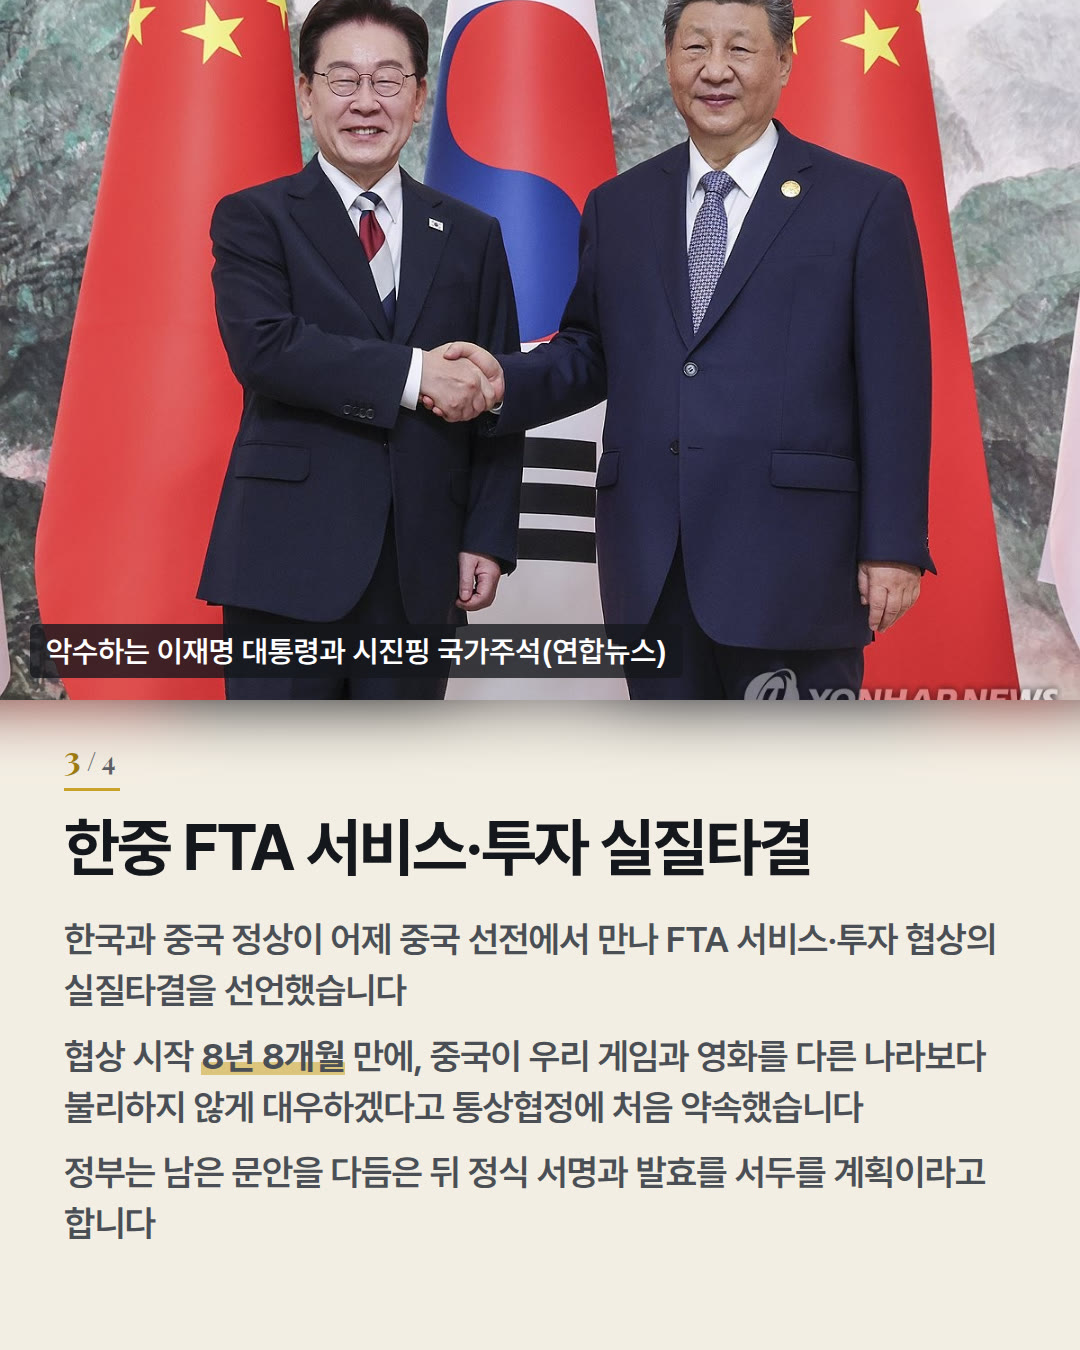 악수하는 이재명 대통령과 시진핑 국가주석(연합뉴스)
YONHAP NEWS
3 / 4
한중 FTA 서비스·투자 실질타결
한국과 중국 정상이 어제 중국 선전에서 만나 FTA 서비스·투자 협상의
실질타결을 선언했습니다
협상 시작 8년 8개월 만에, 중국이 우리 게임과 영화를 다른 나라보다
불리하지 않게 대우하겠다고 통상협정에 처음 약속했습니다
정부는 남은 문안을 다듬은 뒤 정식 서명과 발효를 서두를 계획이라고
합니다